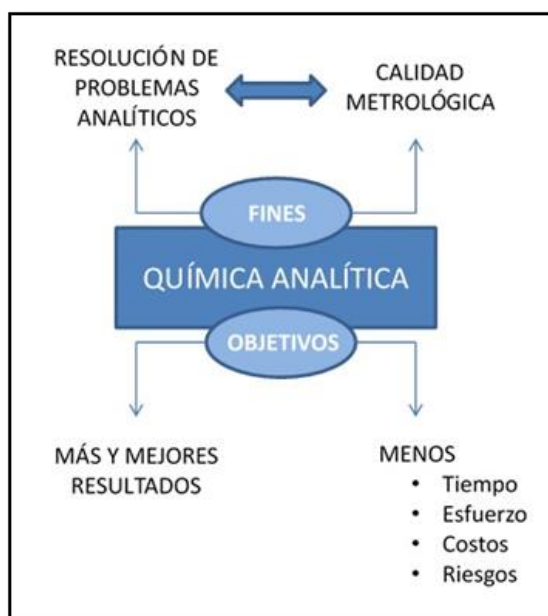 RESOLUCIÓN DE
PROBLEMAS
ANALÍTICOS
CALIDAD
METROLÓGICA
FINES
QUÍMICA ANALÍTICA
OBJETIVOS
MÁS Y MEJORES
RESULTADOS
MENOS
• Tiempo
• Esfuerzo
• Costos
• Riesgos